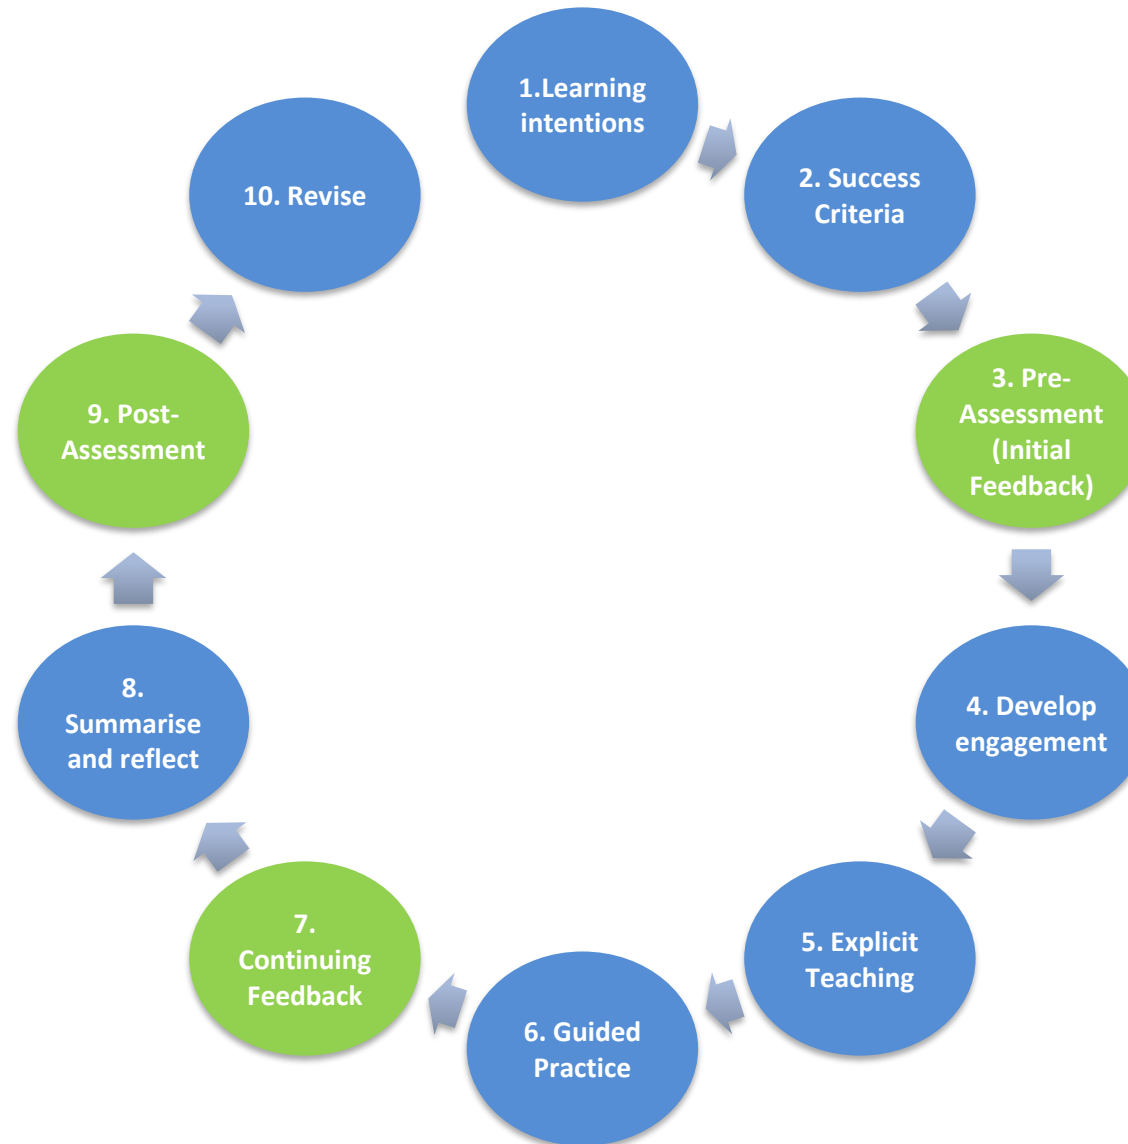 1.Learning
intentions
2. Success
Criteria
3. Pre-
Assessment
(Initial
Feedback)
4. Develop
engagement
5. Explicit
Teaching
6. Guided
Practice
7.
Continuing
Feedback
8.
Summarise
and reflect
9. Post-
Assessment
10. Revise